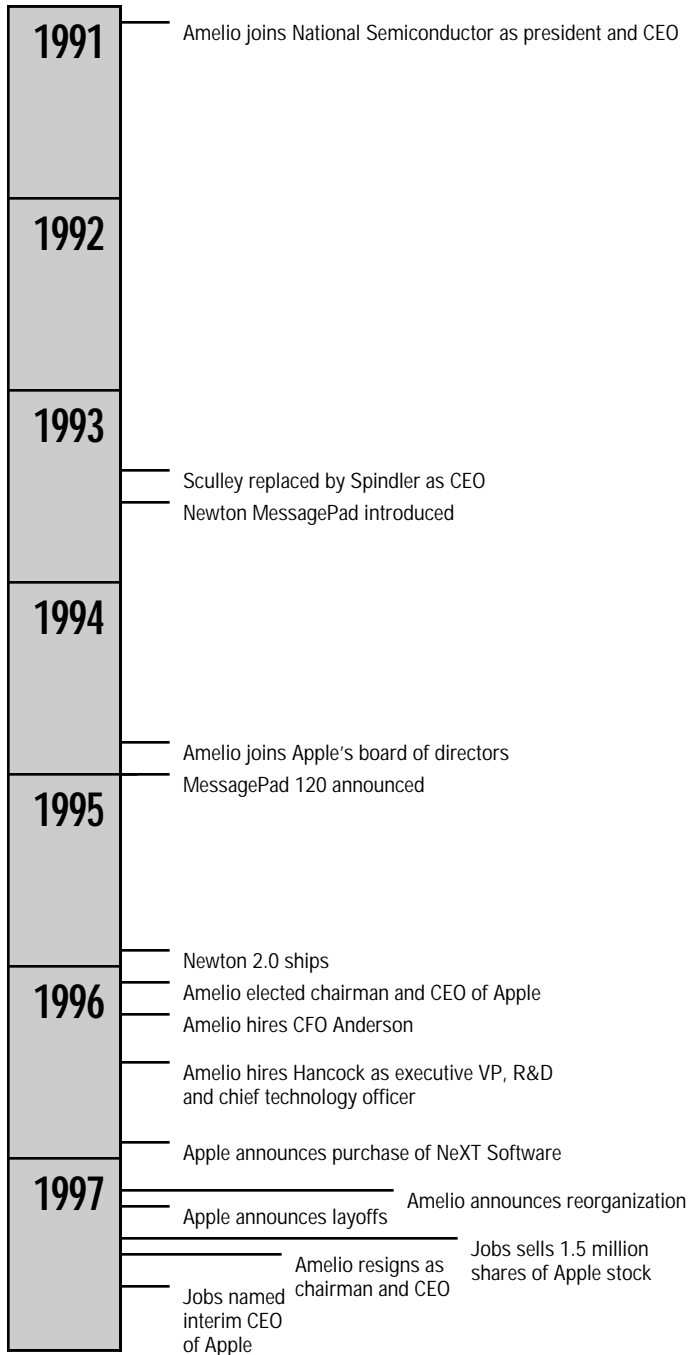 1991
Amelio joins National Semiconductor as president and CEO
1992
1993
Sculley replaced by Spindler as CEO
Newton MessagePad introduced
1994
Amelio joins Apple’s board of directors
MessagePad 120 announced
1995
Newton 2.0 ships
1996
Amelio elected chairman and CEO of Apple
Amelio hires CFO Anderson
Amelio hires Hancock as executive VP, R&D
and chief technology officer
Apple announces purchase of NeXT Software
1997
Amelio announces reorganization
Apple announces layoffs
Jobs sells 1.5 million
shares of Apple stock
Amelio resigns as
chairman and CEO
Jobs named
interim CEO
of Apple